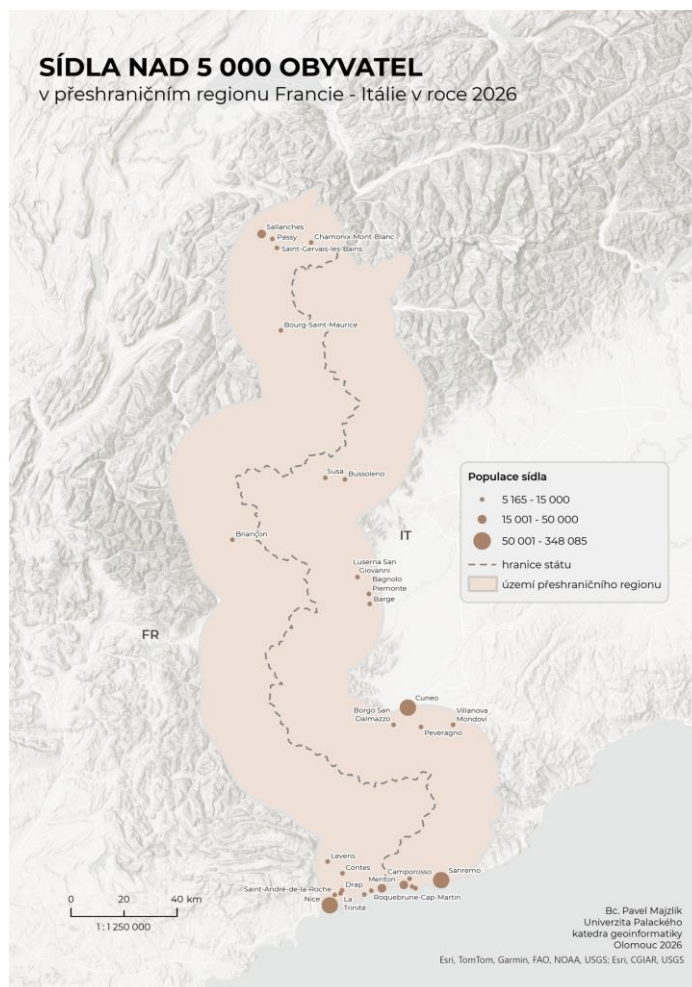 SÍDLA NAD 5 000 OBYVATEL
v přeshraničním regionu Francie - Itálie v roce 2026
Sallanches
Passy
Chamonix-Mont-Blanc
Saint-Gervais-les-Bains
Bourg-Saint-Maurice
Susa
Bussoleno
Briançon
IT
Luserna San
Giovanni
Bagnolo
Piemonte
Barge
FR
Populace sídla
5 165 - 15 000
15 001 - 50 000
50 001 - 348 085
hranice státu
území přeshraničního regionu
Cuneo
Borgo San
Dalmazzo
Villanova
Mondovì
Peveragno
Levens
Contes
Camporosso
Sanremo
Menton
Drap
Saint-André-de-la-Roche
Nice
La
Trinité
Roquebrune-Cap-Martin
0 20 40 km
1:1 250 000
Bc. Pavel Majzlík
Univerzita Palackého
katedra geoinformatiky
Olomouc 2026
Esri, TomTom, Garmin, FAO, NOAA, USGS; Esri, CGIAR, USGS